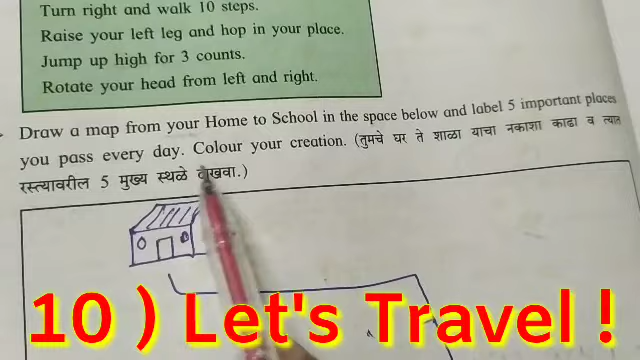 Turn right and walk 10 steps.
Raise your left leg and hop in your place.
Jump up high for 3 counts.
Rotate your head from left and right.
Draw a map from your Home to School in the space below and label 5 important places
you pass every day. Colour your creation. (तुमचे घर ते शाळा याचा नकाशा काढा व त्यात
रस्त्यावरील 5 मुख्य स्थळे दाखवा.)
10 ) Let's Travel !